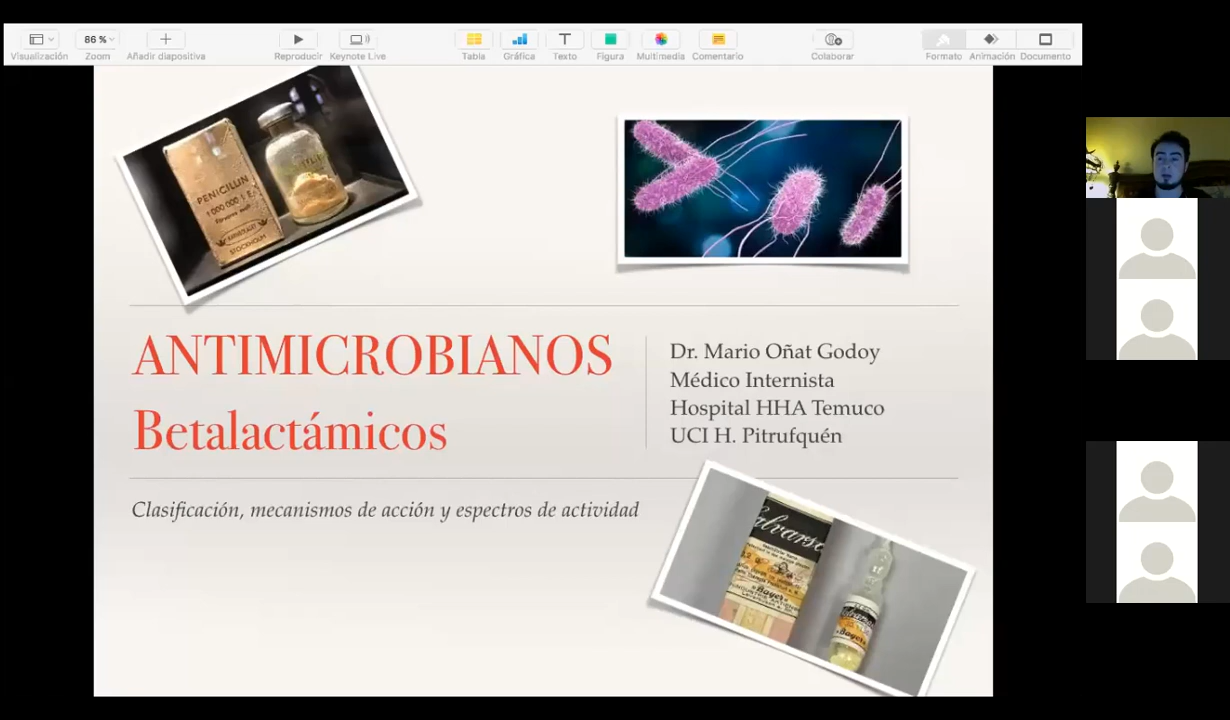 86 %
Visualización
Zoom
Añadir diapositiva
Reproducir
Keynote Live
Tabla
Gráfica
Texto
Figura
Multimedia
Comentario
Colaborar
Formato
Animación
Documento
PENICILLIN
1 000 000 I.E.
STOCKHOLM
ANTIMICROBIANOS
Betalactámicos
Dr. Mario Oñat Godoy
Médico Internista
Hospital HHA Temuco
UCI H. Pitrufquén
Clasificación, mecanismos de acción y espectros de actividad
Bayer
Bayer